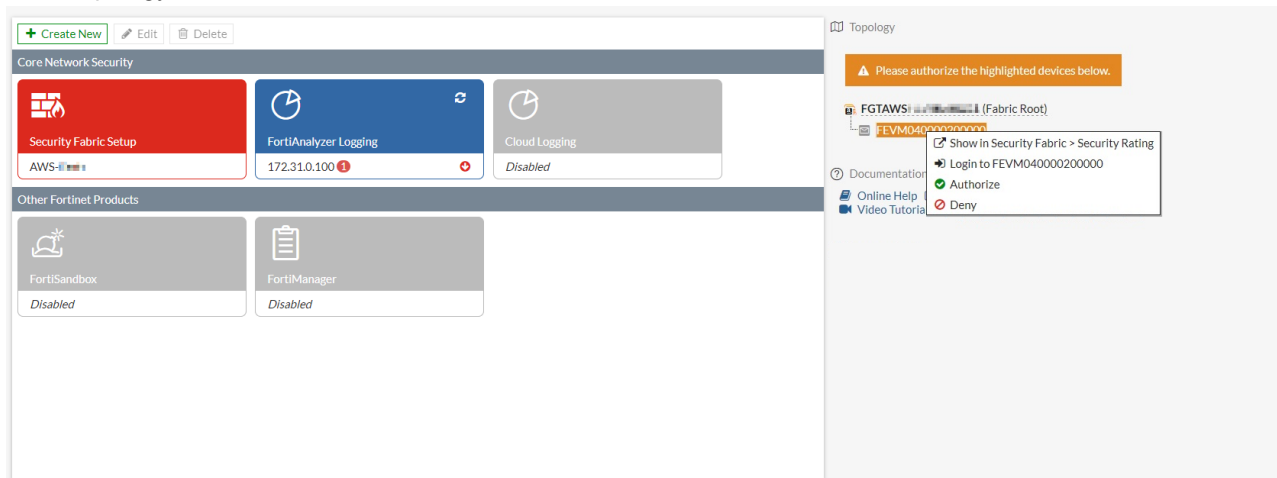 Create New Edit Delete
Core Network Security
Security Fabric Setup
AWS-
FortiAnalyzer Logging
172.31.0.100 1
Cloud Logging
Disabled
Other Fortinet Products
FortiSandbox
Disabled
FortiManager
Disabled
Topology
Please authorize the highlighted devices below.
FGTAWS (Fabric Root)
FEVM040000200000
Show in Security Fabric > Security Rating
Login to FEVM040000200000
Authorize
Deny
Documentation
Online Help
Video Tutoria